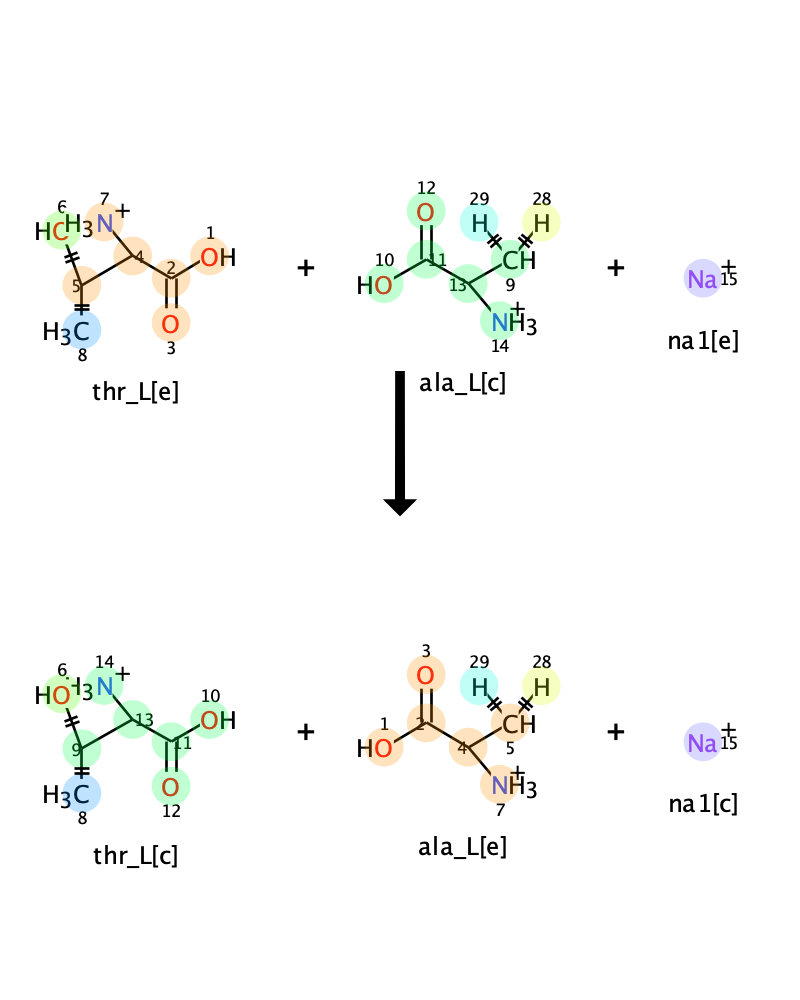 6 7 + 12 29 28
HO H3N 1 O H H
4 OH + 10 11 CH + Na + 15
5 2 HO 13 9
H3C O NH3 +
8 3 14
thr_L[e] ala_L[c] na1[e]
6 14 + 3 29 28
HO H3N 10 O H H
13 OH + 1 2 CH + Na + 15
9 11 HO 4 5
H3C O NH3 +
8 12 7
thr_L[c] ala_L[e] na1[c]